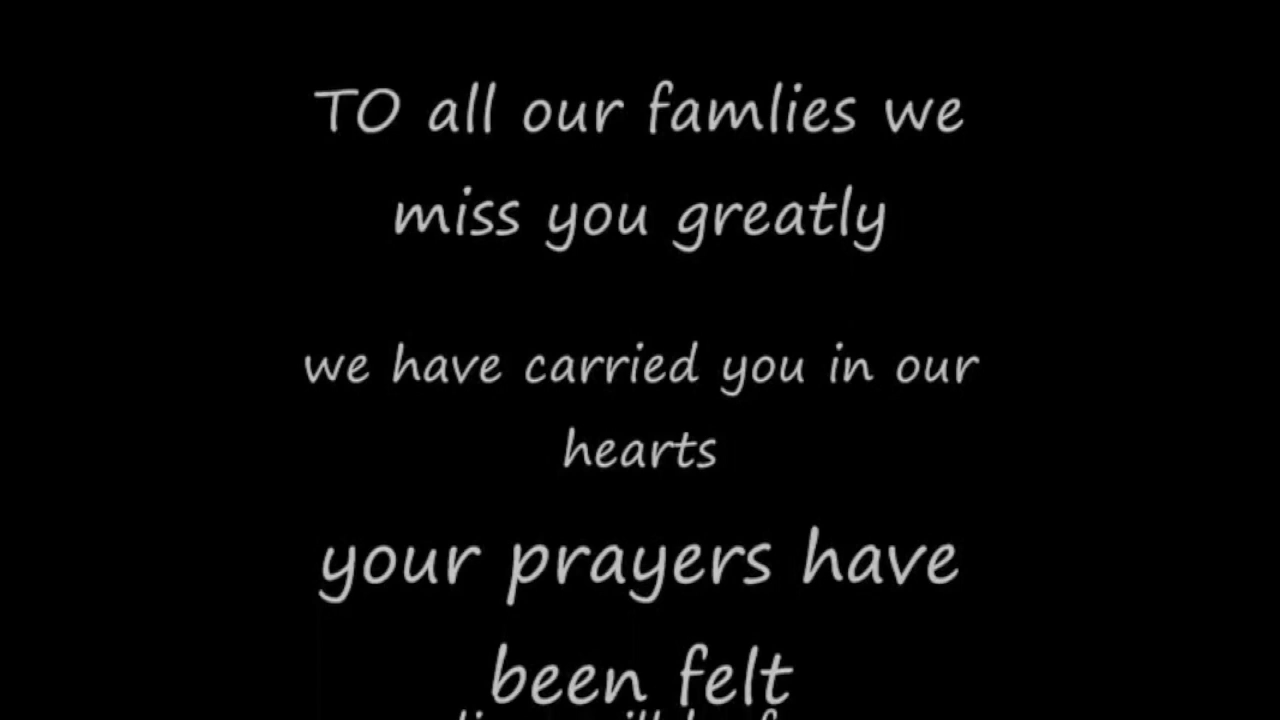 TO all our famlies we
miss you greatly
we have carried you in our
hearts
your prayers have
been felt